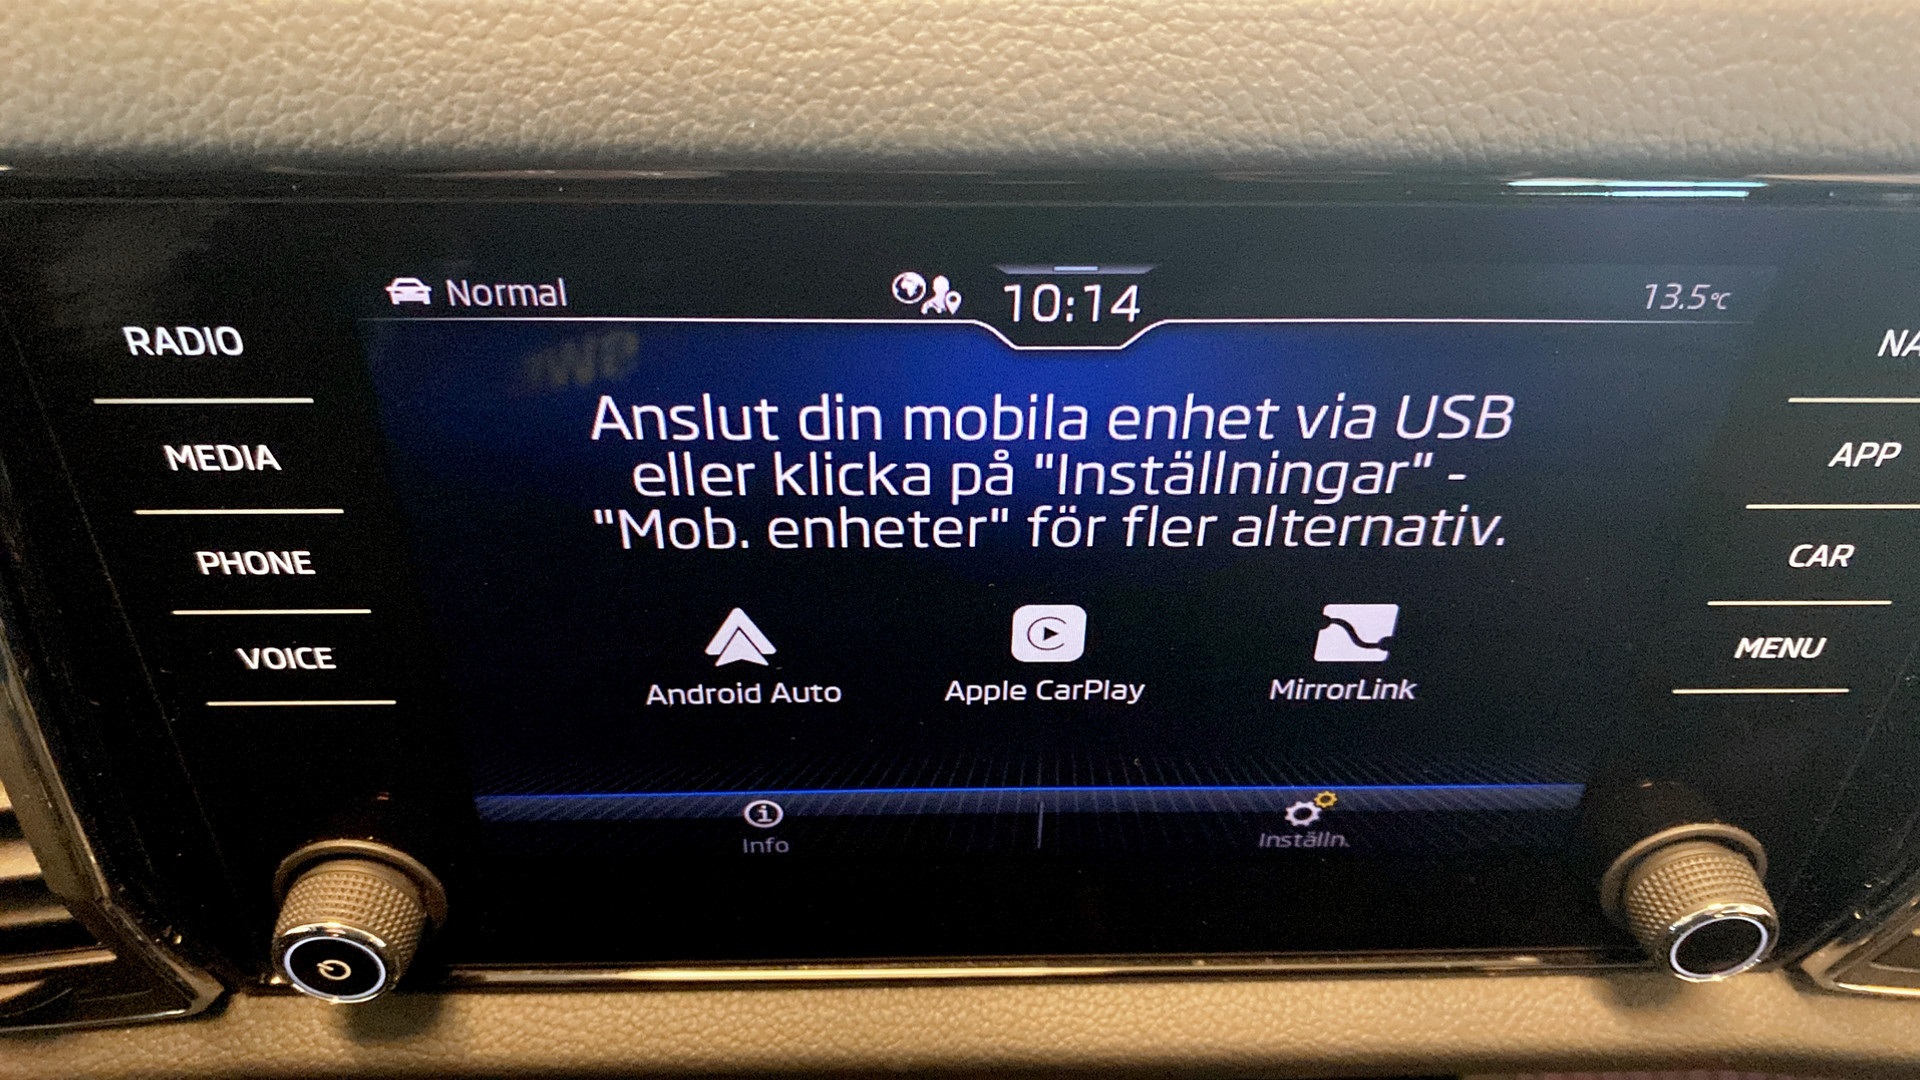 Normal
10:14
13.5°C
RADIO
MEDIA
PHONE
VOICE
Anslut din mobila enhet via USB
eller klicka på "Inställningar" -
"Mob. enheter" för fler alternativ.
Android Auto
Apple CarPlay
MirrorLink
Info
Inställn.
APP
CAR
MENU